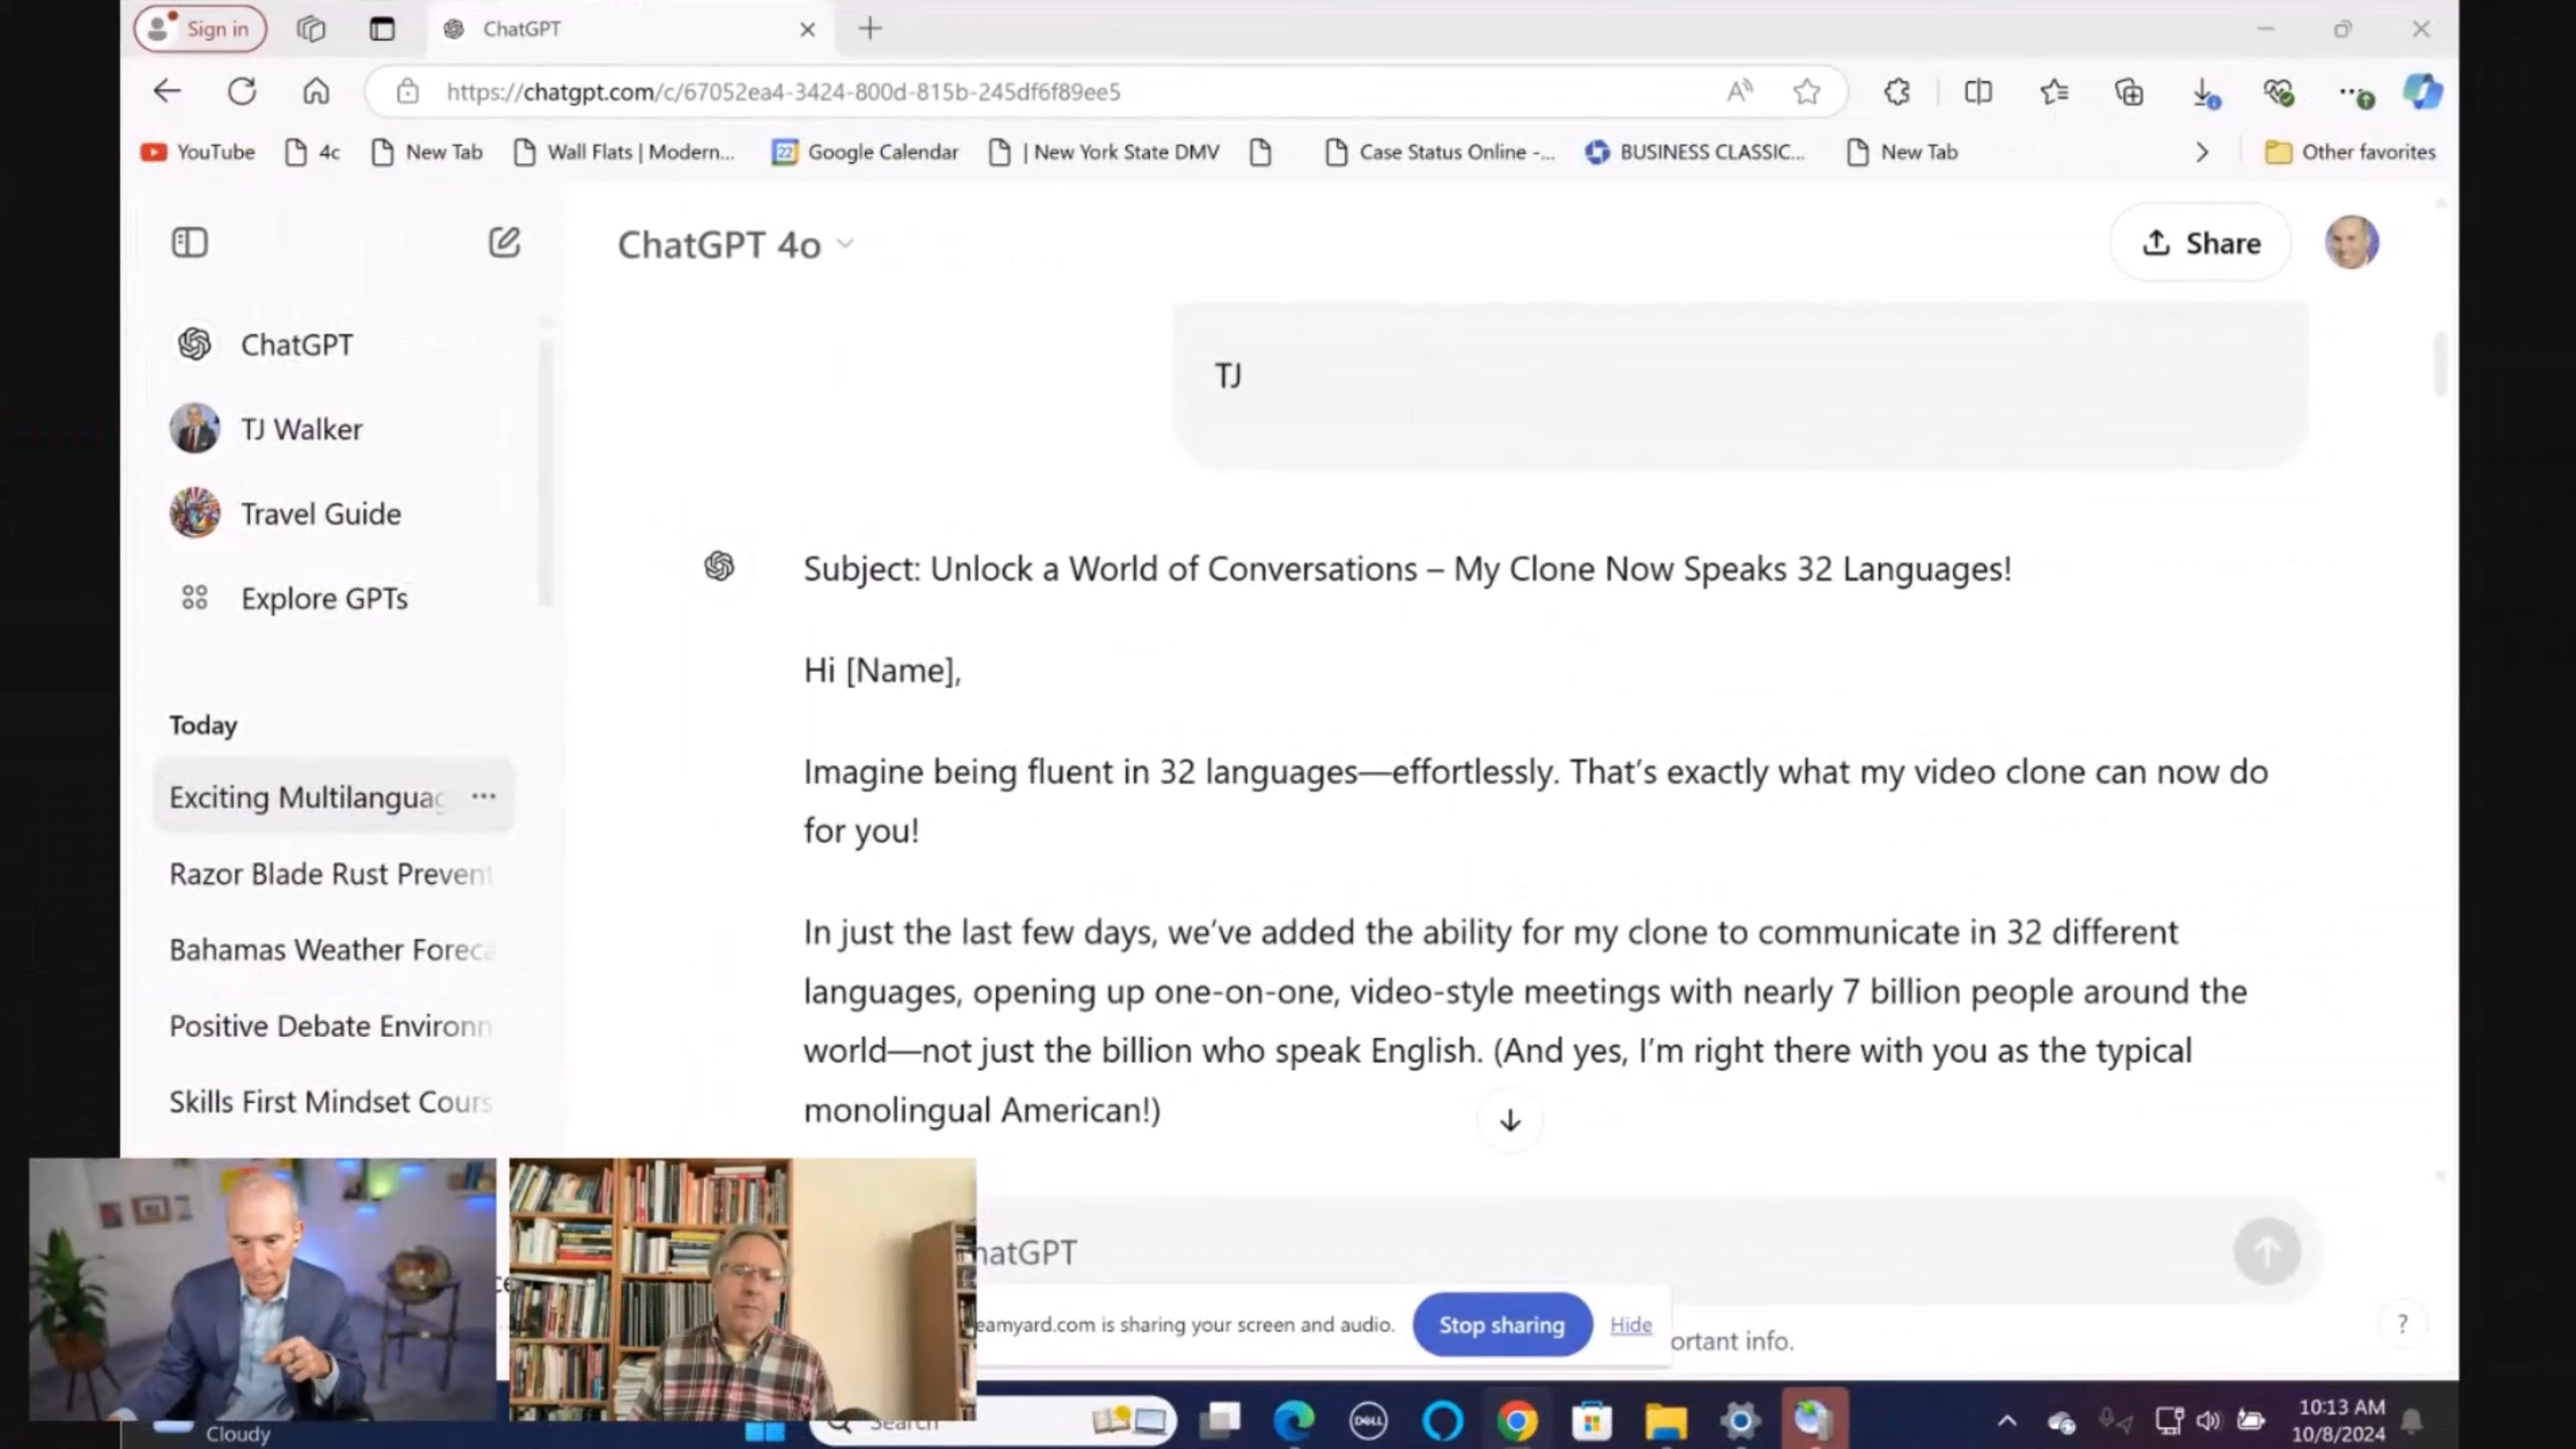 Sign in
ChatGPT
https://chatgpt.com/c/67052ea4-3424-800d-815b-245df6f89ee5
YouTube
4c
New Tab
Wall Flats | Modern...
Google Calendar
| New York State DMV
Case Status Online -...
BUSINESS CLASSIC...
New Tab
Other favorites
ChatGPT 4o
Share
ChatGPT
TJ Walker
Travel Guide
Explore GPTs
Today
Exciting Multilanguag
Razor Blade Rust Prevent
Bahamas Weather Foreca
Positive Debate Environn
Skills First Mindset Cours
TJ
Subject: Unlock a World of Conversations – My Clone Now Speaks 32 Languages!
Hi [Name],
Imagine being fluent in 32 languages—effortlessly. That's exactly what my video clone can now do
for you!
In just the last few days, we've added the ability for my clone to communicate in 32 different
languages, opening up one-on-one, video-style meetings with nearly 7 billion people around the
world—not just the billion who speak English. (And yes, I'm right there with you as the typical
monolingual American!)
hatGPT
eamyard.com is sharing your screen and audio.
Stop sharing
Hide
ortant info.
?
Cloudy
Search
DELL
10:13 AM
10/8/2024